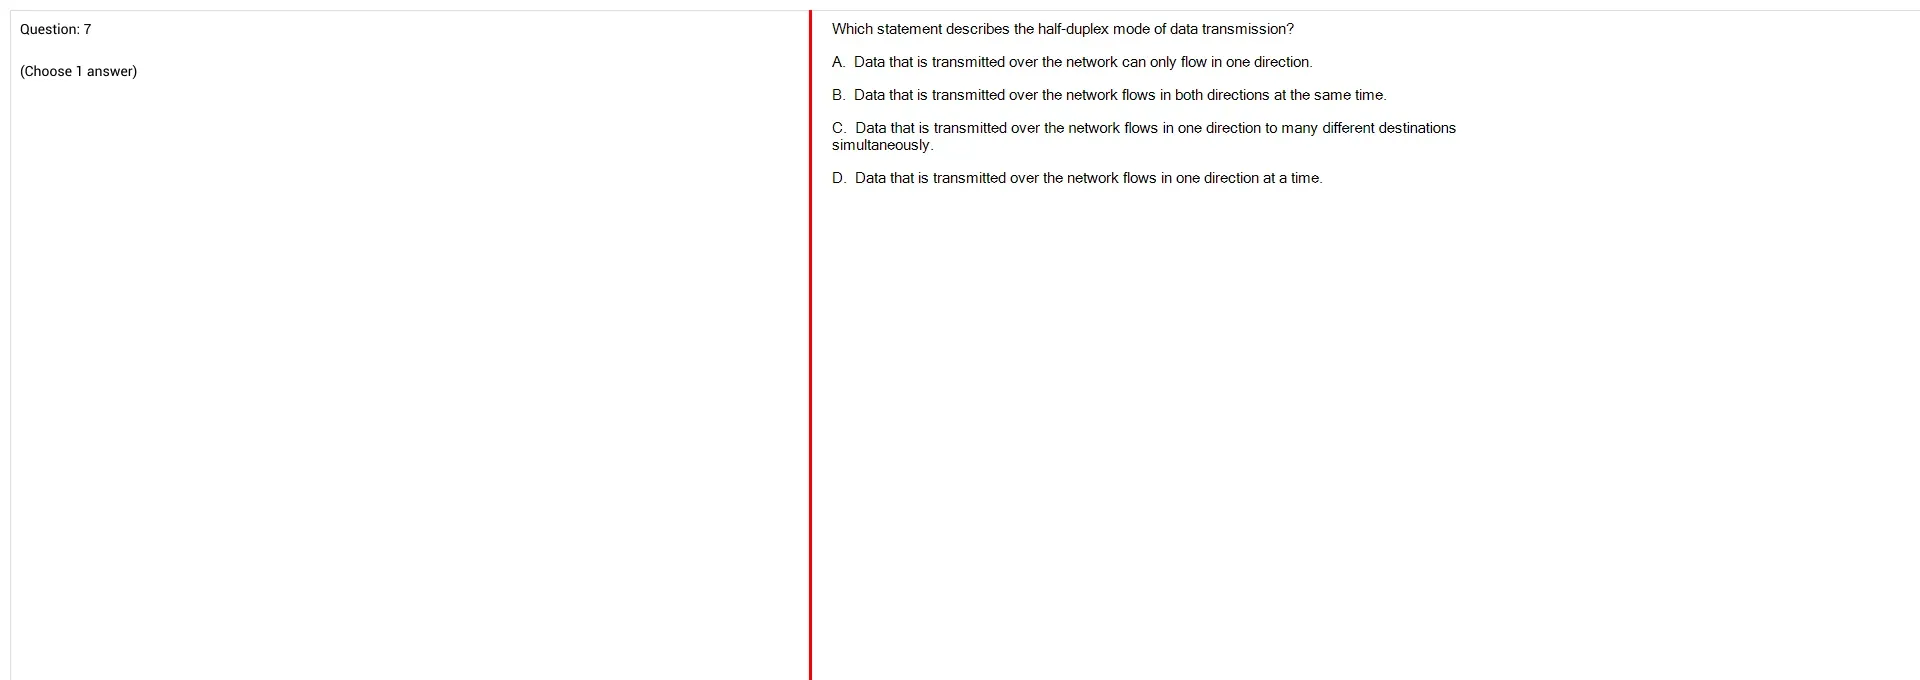 Question: 7
(Choose 1 answer)
Which statement describes the half-duplex mode of data transmission?
A. Data that is transmitted over the network can only flow in one direction.
B. Data that is transmitted over the network flows in both directions at the same time.
C. Data that is transmitted over the network flows in one direction to many different destinations
simultaneously.
D. Data that is transmitted over the network flows in one direction at a time.